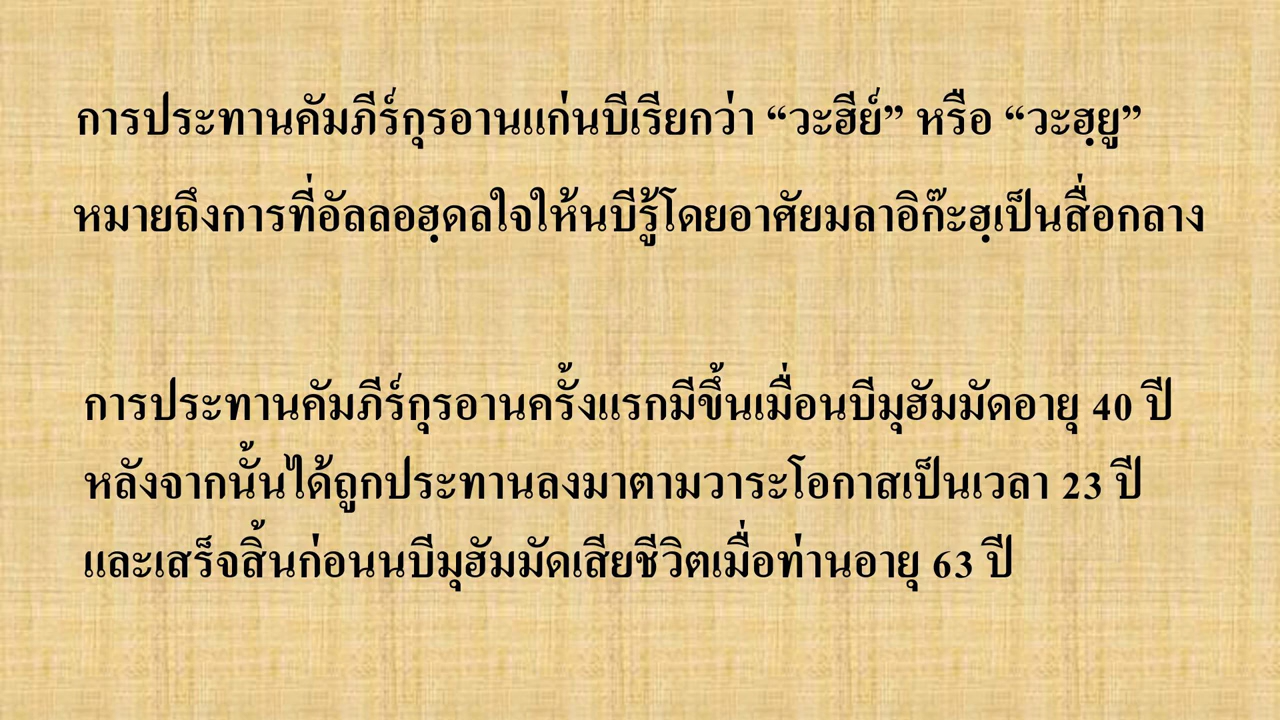 การประทานคัมภีร์กุรอานแก่นบีเรียกว่า “วะฮีย์” หรือ “วะฮฺยู”
หมายถึงการที่อัลลอฮฺดลใจให้นบีรู้โดยอาศัยมลาอิก๊ะฮฺเป็นสื่อกลาง
การประทานคัมภีร์กุรอานครั้งแรกมีขึ้นเมื่อนบีมุฮัมมัดอายุ 40 ปี
หลังจากนั้นได้ถูกประทานลงมาตามวาระโอกาสเป็นเวลา 23 ปี
และเสร็จสิ้นก่อนนบีมุฮัมมัดเสียชีวิตเมื่อท่านอายุ 63 ปี